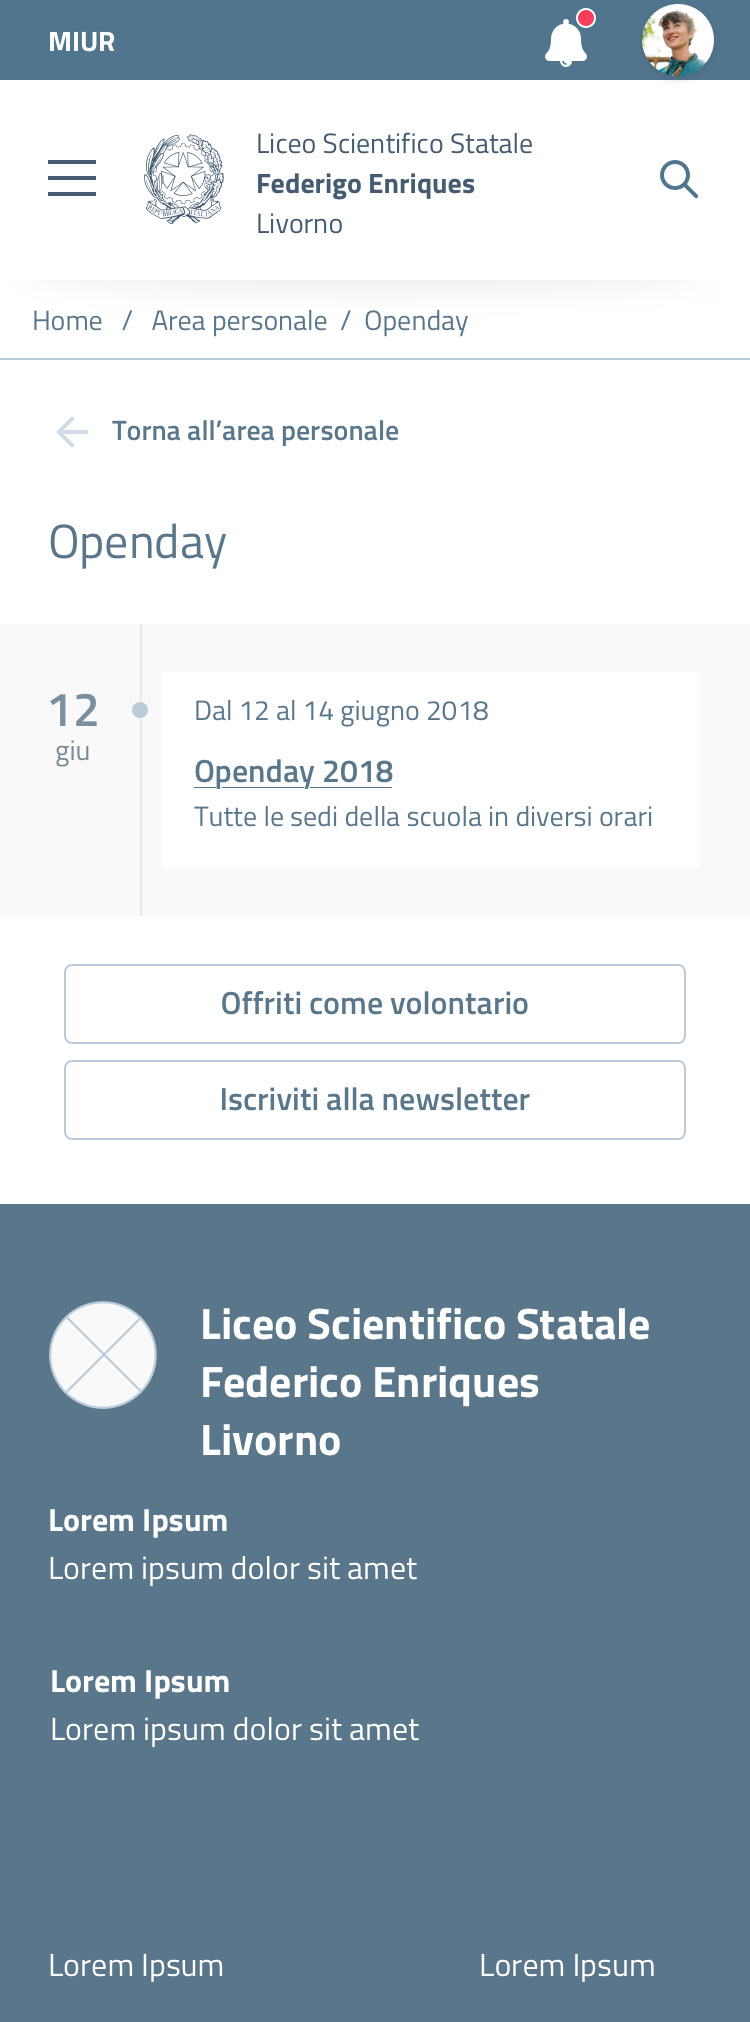 MIUR
Liceo Scientifico Statale
Federigo Enriques
Livorno
REPVBBLICA ITALIANA
Home / Area personale / Openday
Torna all’area personale
Openday
12
giu
Dal 12 al 14 giugno 2018
Openday 2018
Tutte le sedi della scuola in diversi orari
Offriti come volontario
Iscriviti alla newsletter
Liceo Scientifico Statale
Federico Enriques
Livorno
Lorem Ipsum
Lorem ipsum dolor sit amet
Lorem Ipsum
Lorem ipsum dolor sit amet
Lorem Ipsum
Lorem Ipsum